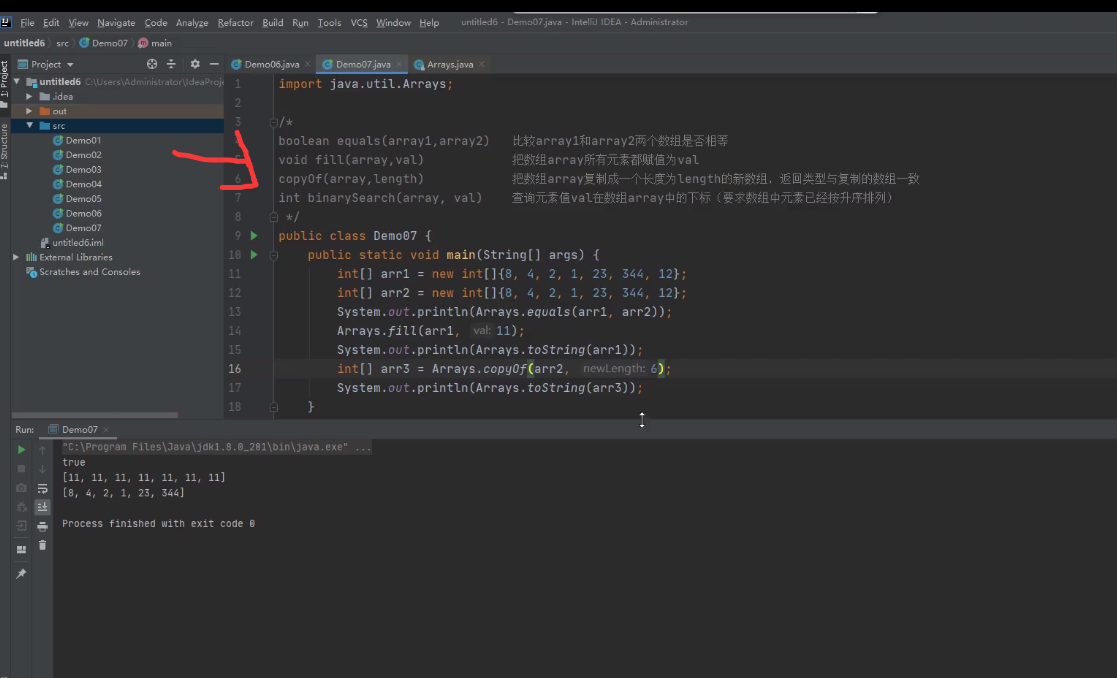 File Edit View Navigate Code Analyze Refactor Build Run Tools VCS Window Help untitled6 - Demo07.java - IntelliJ IDEA - Administrator
untitled6 src Demo07 main
Project
Demo06.java Demo07.java Arrays.java
1: Project
Z: Structure
untitled6 C:\Users\Administrator\IdeaProj
.idea
out
src
Demo01
Demo02
Demo03
Demo04
Demo05
Demo06
Demo07
untitled6.iml
External Libraries
Scratches and Consoles
1 import java.util.Arrays;
2
3 /*
boolean equals(array1,array2) 比较array1和array2两个数组是否相等
5 void fill(array,val) 把数组array所有元素都赋值为val
6 copyOf(array,length) 把数组array复制成一个长度为length的新数组，返回类型与复制的数组一致
7 int binarySearch(array, val) 查询元素值val在数组array中的下标（要求数组中元素已经按升序排列）
8 */
9 public class Demo07 {
10 public static void main(String[] args) {
11 int[] arr1 = new int[]{8, 4, 2, 1, 23, 344, 12};
12 int[] arr2 = new int[]{8, 4, 2, 1, 23, 344, 12};
13 System.out.println(Arrays.equals(arr1, arr2));
14 Arrays.fill(arr1, val: 11);
15 System.out.println(Arrays.toString(arr1));
16 int[] arr3 = Arrays.copyOf(arr2, newLength: 6);
17 System.out.println(Arrays.toString(arr3));
18 }
Run: Demo07
"C:\Program Files\Java\jdk1.8.0_201\bin\java.exe" ...
true
[11, 11, 11, 11, 11, 11, 11]
[8, 4, 2, 1, 23, 344]
Process finished with exit code 0